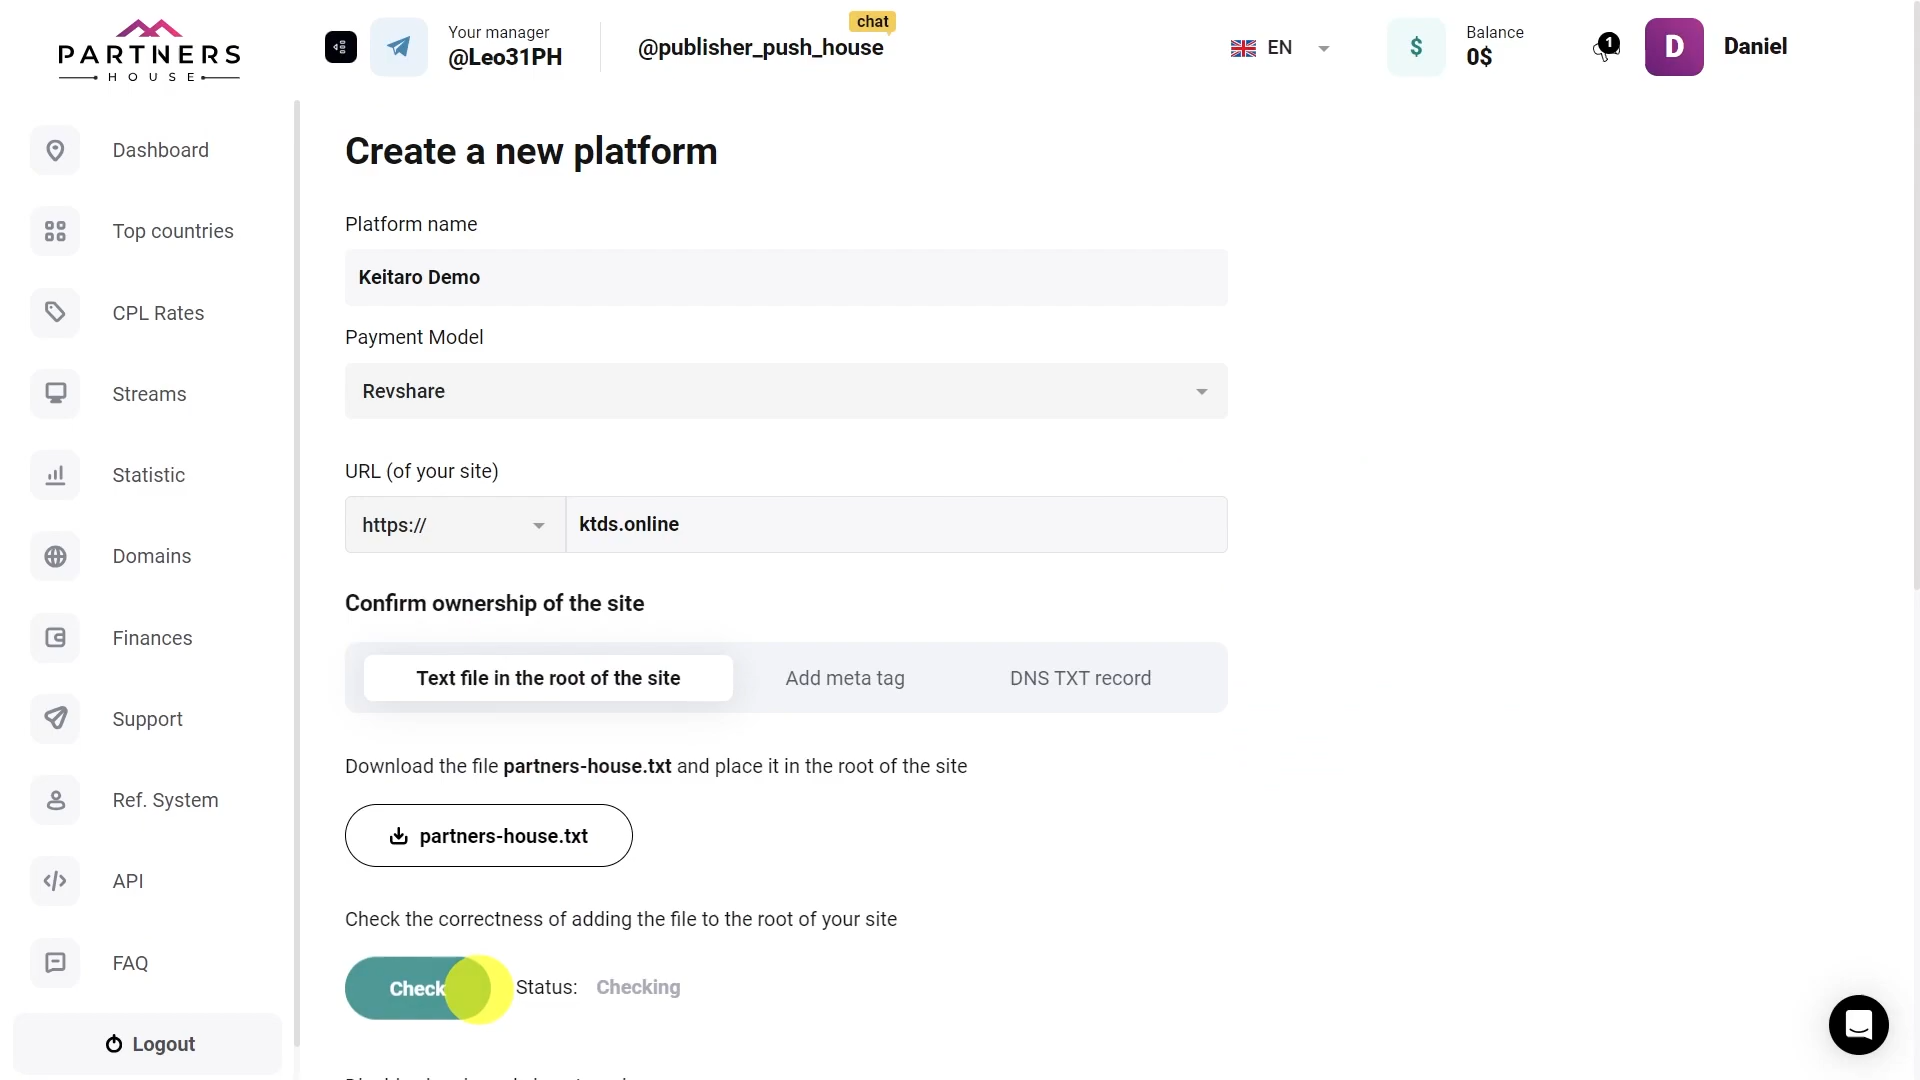 PARTNERS
HOUSE
Your manager
@Leo31PH
@publisher_push_house
chat
EN
$
Balance
0$
1
D
Daniel
Dashboard
Top countries
CPL Rates
Streams
Statistic
Domains
Finances
Support
Ref. System
API
FAQ
Logout
Create a new platform
Platform name
Keitaro Demo
Payment Model
Revshare
URL (of your site)
https://
ktds.online
Confirm ownership of the site
Text file in the root of the site
Add meta tag
DNS TXT record
Download the file partners-house.txt and place it in the root of the site
partners-house.txt
Check the correctness of adding the file to the root of your site
Check
Status: Checking